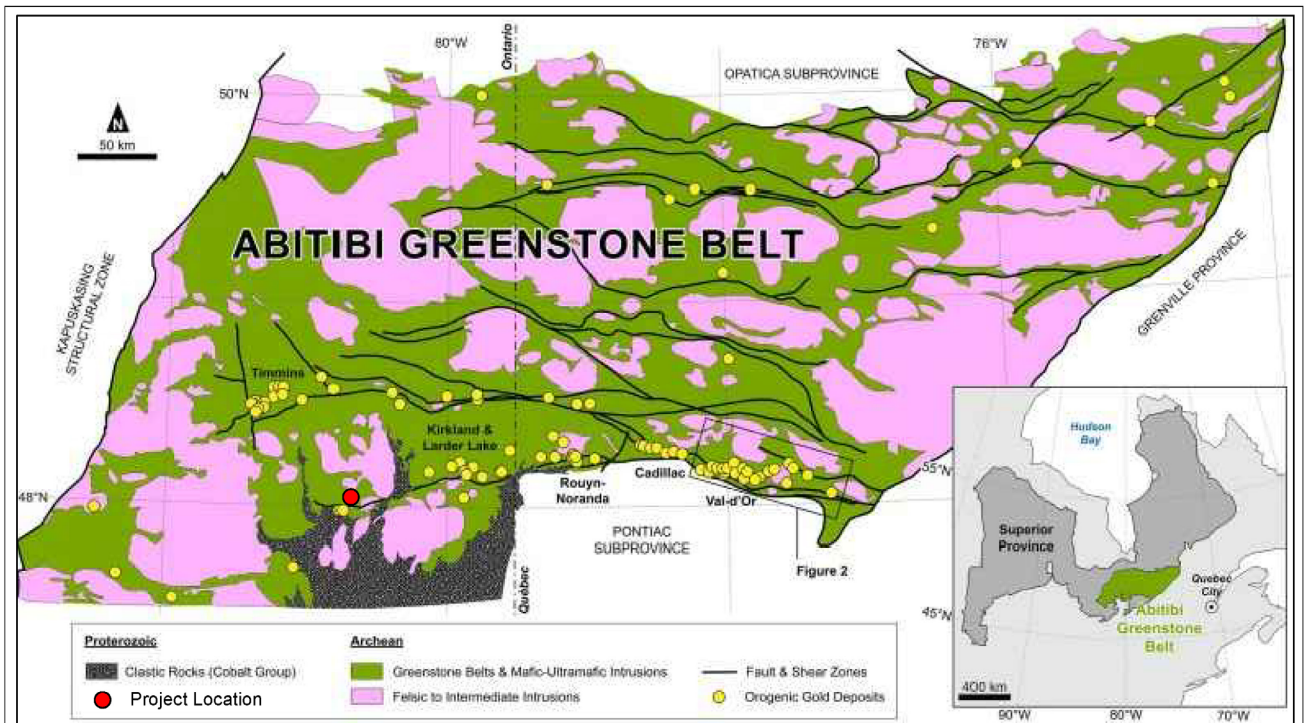 80°W
Ontario
76°W
OPATICA SUBPROVINCE
50°N
N
50 km
ABITIBI GREENSTONE BELT
KAPUSKASING
STRUCTURAL ZONE
GRENVILLE PROVINCE
Timmins
Kirkland &
Larder Lake
Rouyn-
Noranda
Cadillac
Val-d'Or
48°N
PONTIAC
SUBPROVINCE
Québec
Figure 2
Hudson
Bay
55°N
Superior
Province
Quebec
City
45°N
Abitibi
Greenstone
Belt
400 km
90°W
80°W
70°W
Proterozoic
Archean
Clastic Rocks (Cobalt Group)
Greenstone Belts & Mafic-Ultramafic Intrusions
Fault & Shear Zones
Project Location
Felsic to Intermediate Intrusions
Orogenic Gold Deposits